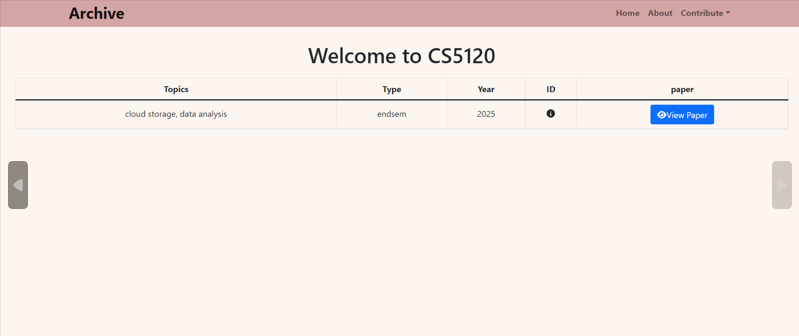 Archive Home About Contribute
Welcome to CS5120
Topics Type Year ID paper
cloud storage, data analysis endsem 2025 View Paper